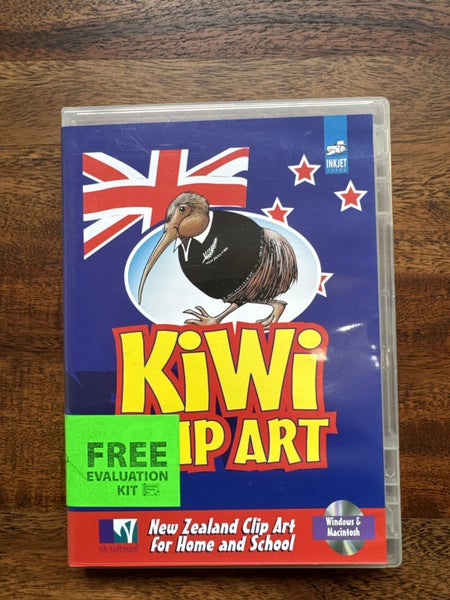 INKJET
KiWi
IP ART
FREE
EVALUATION
KIT
nh software
New Zealand Clip Art
For Home and School
Windows &
Macintosh